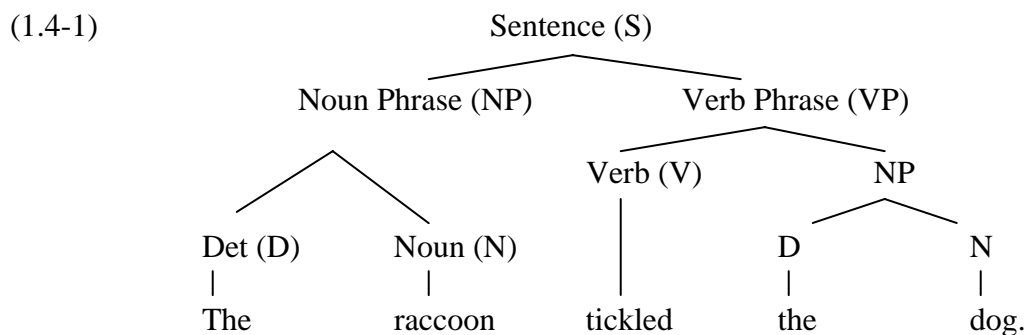 (1.4-1) Sentence (S)
Noun Phrase (NP) Verb Phrase (VP)
Verb (V) NP
Det (D) Noun (N) D N
The raccoon tickled the dog.